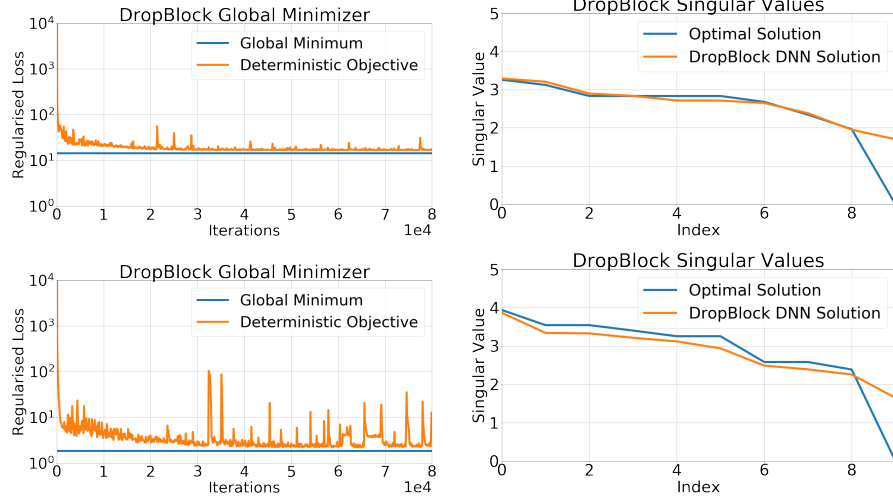 DropBlock Global Minimizer
10^4
10^3
10^2
10^1
10^0
Regularised Loss
Global Minimum
Deterministic Objective
0 1 2 3 4 5 6 7 8
Iterations
1e4
DropBlock Singular Values
5
4
3
2
1
0
Singular Value
Optimal Solution
DropBlock DNN Solution
0 2 4 6 8
Index
DropBlock Global Minimizer
10^4
10^3
10^2
10^1
10^0
Regularised Loss
Global Minimum
Deterministic Objective
0 1 2 3 4 5 6 7 8
Iterations
1e4
DropBlock Singular Values
5
4
3
2
1
0
Singular Value
Optimal Solution
DropBlock DNN Solution
0 2 4 6 8
Index